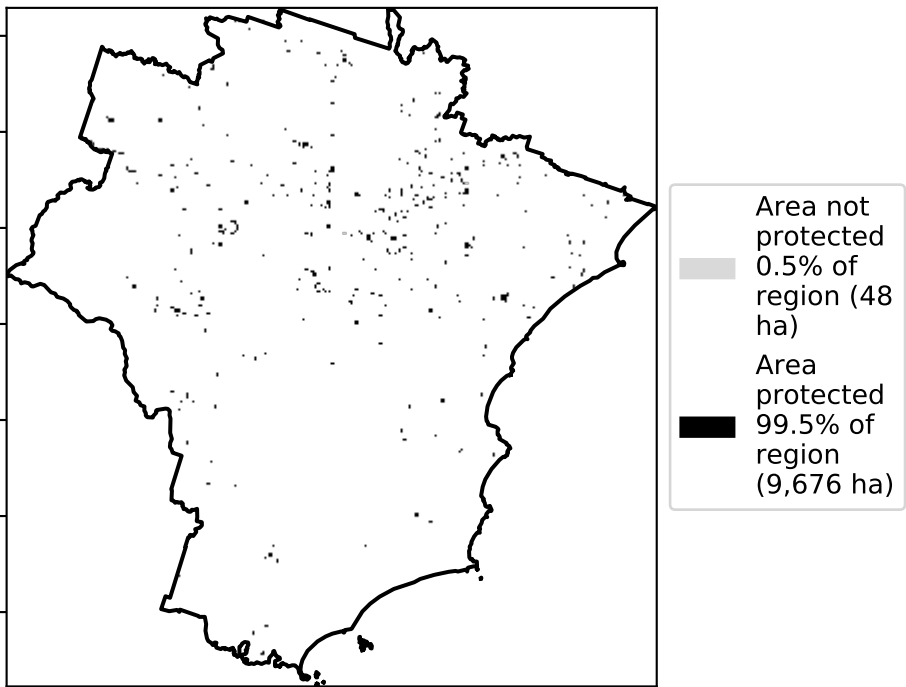 Area not
protected
0.5% of
region (48
ha)
Area
protected
99.5% of
region
(9,676 ha)